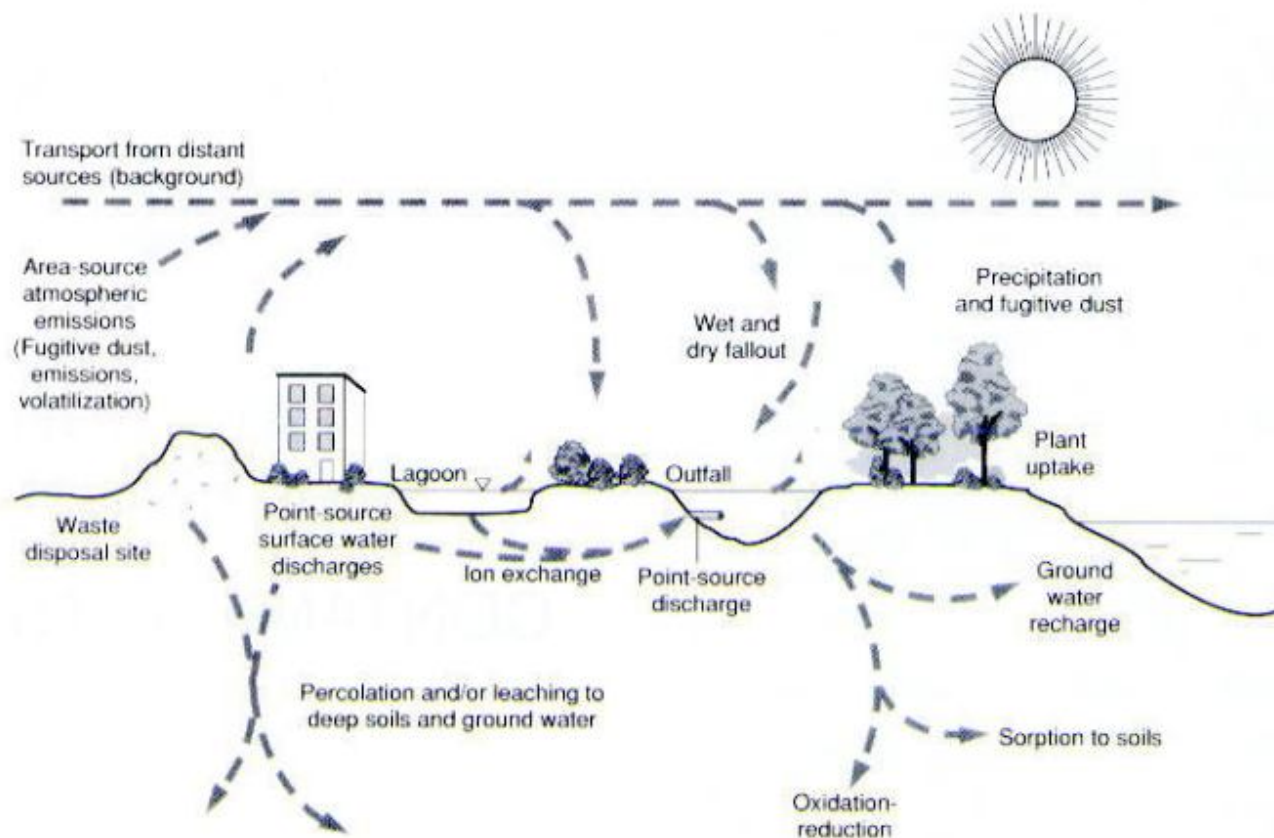 Transport from distant
sources (background)
Area-source
atmospheric
emissions
(Fugitive dust,
emissions,
volatilization)
Precipitation
and fugitive dust
Wet and
dry fallout
Lagoon
Outfall
Plant
uptake
Waste
disposal site
Point-source
surface water
discharges
Ion exchange
Point-source
discharge
Ground
water
recharge
Percolation and/or leaching to
deep soils and ground water
Sorption to soils
Oxidation-
reduction